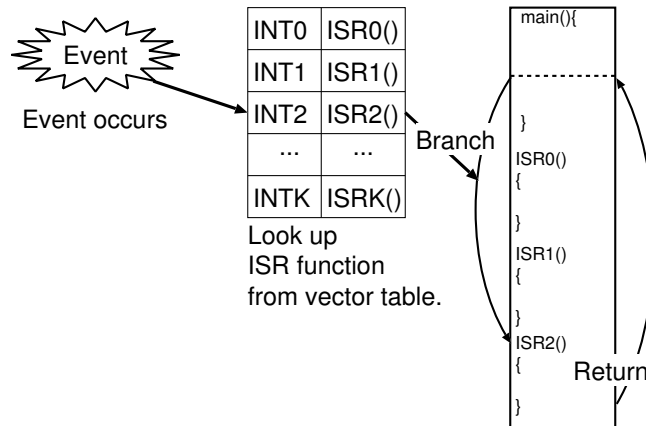 Event
Event occurs
INT0 ISR0()
INT1 ISR1()
INT2 ISR2()
... ...
INTK ISRK()
Look up
ISR function
from vector table.
Branch
main(){
}
ISR0()
{
}
ISR1()
{
}
ISR2()
{
}
Return